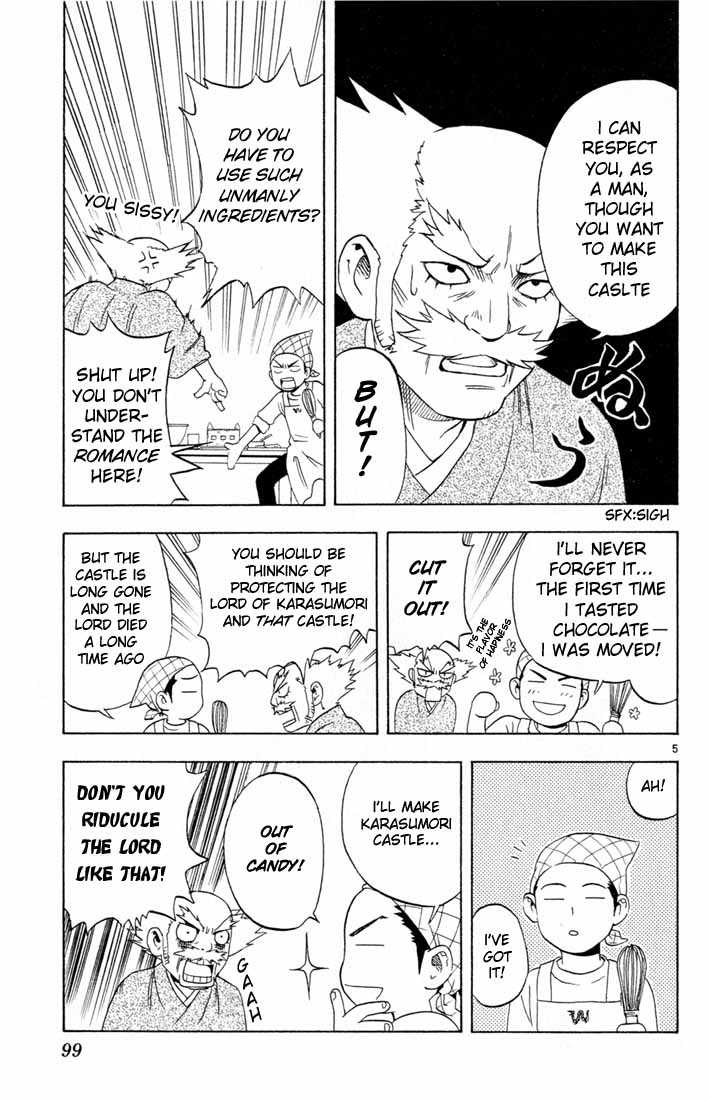 I CAN
RESPECT
YOU, AS
A MAN,
THOUGH
YOU WANT
TO MAKE
THIS
CASLTE
BUT!
ぬぅ
SFX:SIGH
DO YOU
HAVE TO
USE SUCH
UNMANLY
INGREDIENTS?
YOU SISSY!
SHUT UP!
YOU DON'T
UNDER-
STAND THE
ROMANCE
HERE!
I'LL NEVER
FORGET IT...
THE FIRST TIME
I TASTED
CHOCOLATE—
I WAS MOVED!
IT'S THE
FLAVOR
OF HAPINESS
CUT
IT
OUT!
YOU SHOULD BE
THINKING OF
PROTECTING THE
LORD OF KARASUMORI
AND THAT CASTLE!
BUT THE
CASTLE IS
LONG GONE
AND THE
LORD DIED
A LONG
TIME AGO
5
AH!
I'VE
GOT
IT!
I'LL MAKE
KARASUMORI
CASTLE...
OUT
OF
CANDY!
GAAH
DON'T YOU
RIDUCULE
THE LORD
LIKE THAT!
99